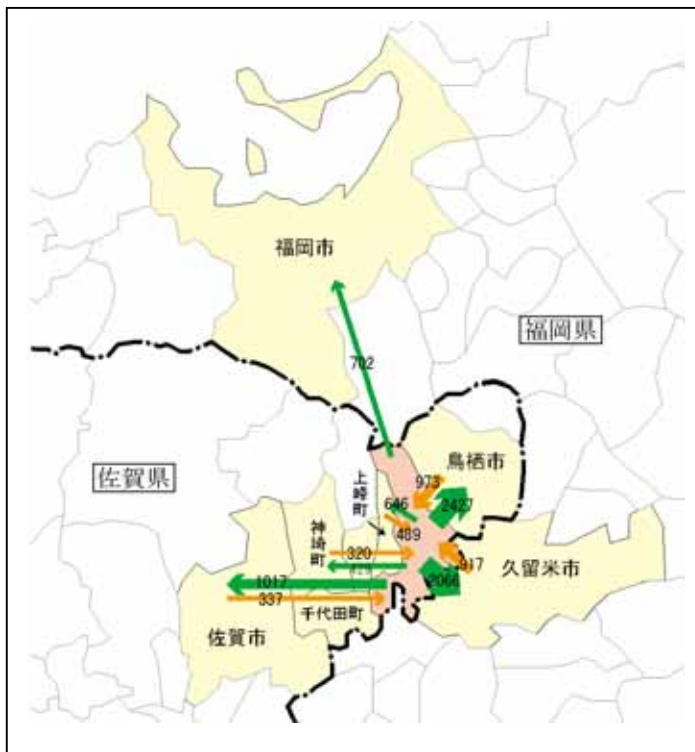 福岡市
福岡県
702
佐賀県
鳥栖市
上峰町
973
646
2427
489
神埼町
320
917
久留米市
2066
1017
337
千代田町
佐賀市